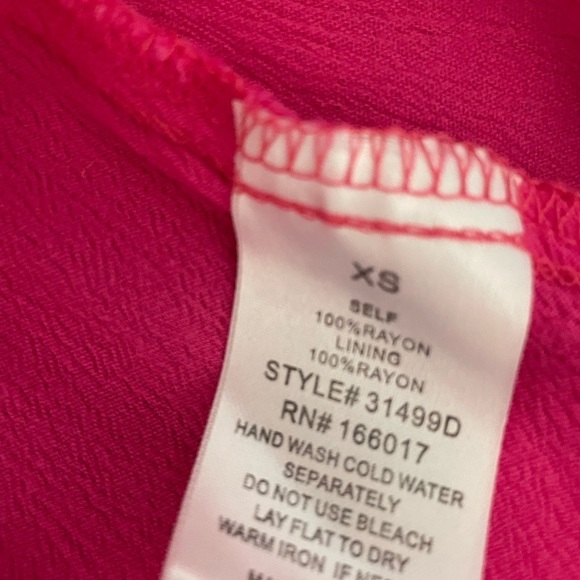 XS
SELF
100%RAYON
LINING
100%RAYON
STYLE# 31499D
RN# 166017
HAND WASH COLD WATER
SEPARATELY
DO NOT USE BLEACH
LAY FLAT TO DRY
WARM IRON IF